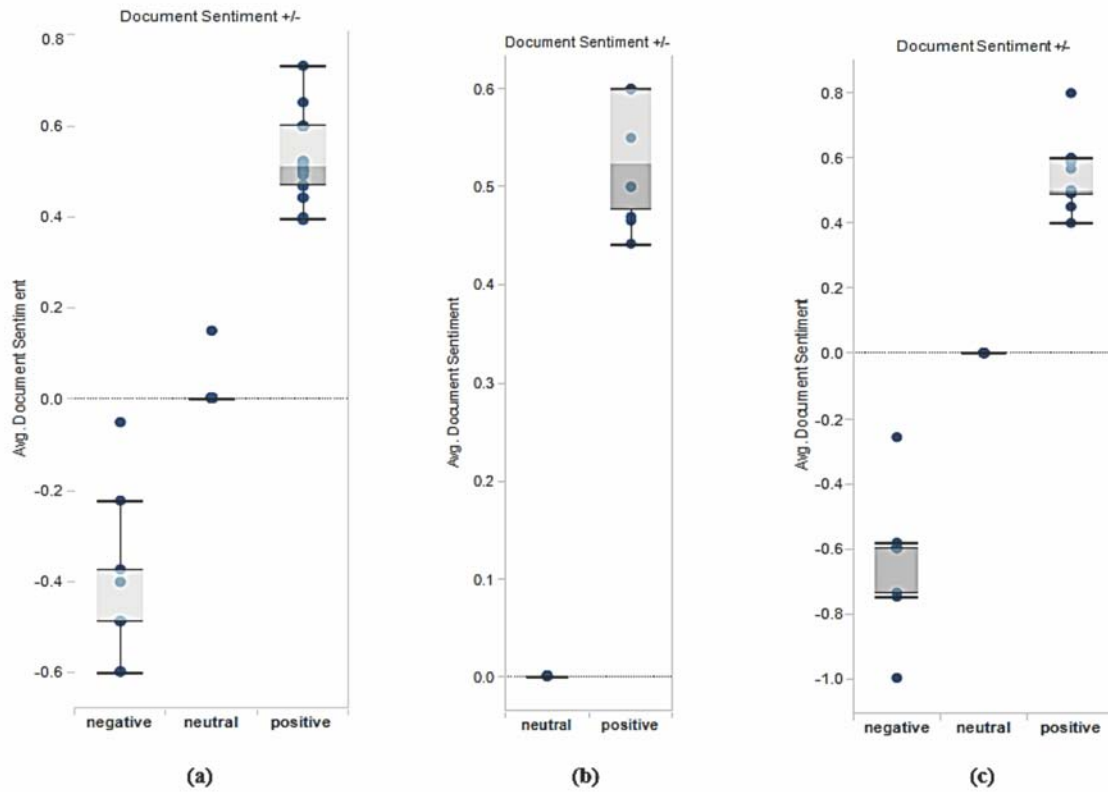 Document Sentiment +/-
0.8
0.6
0.4
0.2
0.0
-0.2
-0.4
-0.6
Avg. Document Sentiment
negative neutral positive
(a)
Document Sentiment +/-
0.6
0.5
0.4
0.3
0.2
0.1
0.0
Avg. Document Sentiment
neutral positive
(b)
Document Sentiment +/-
0.8
0.6
0.4
0.2
0.0
-0.2
-0.4
-0.6
-0.8
-1.0
Avg. Document Sentiment
negative neutral positive
(c)